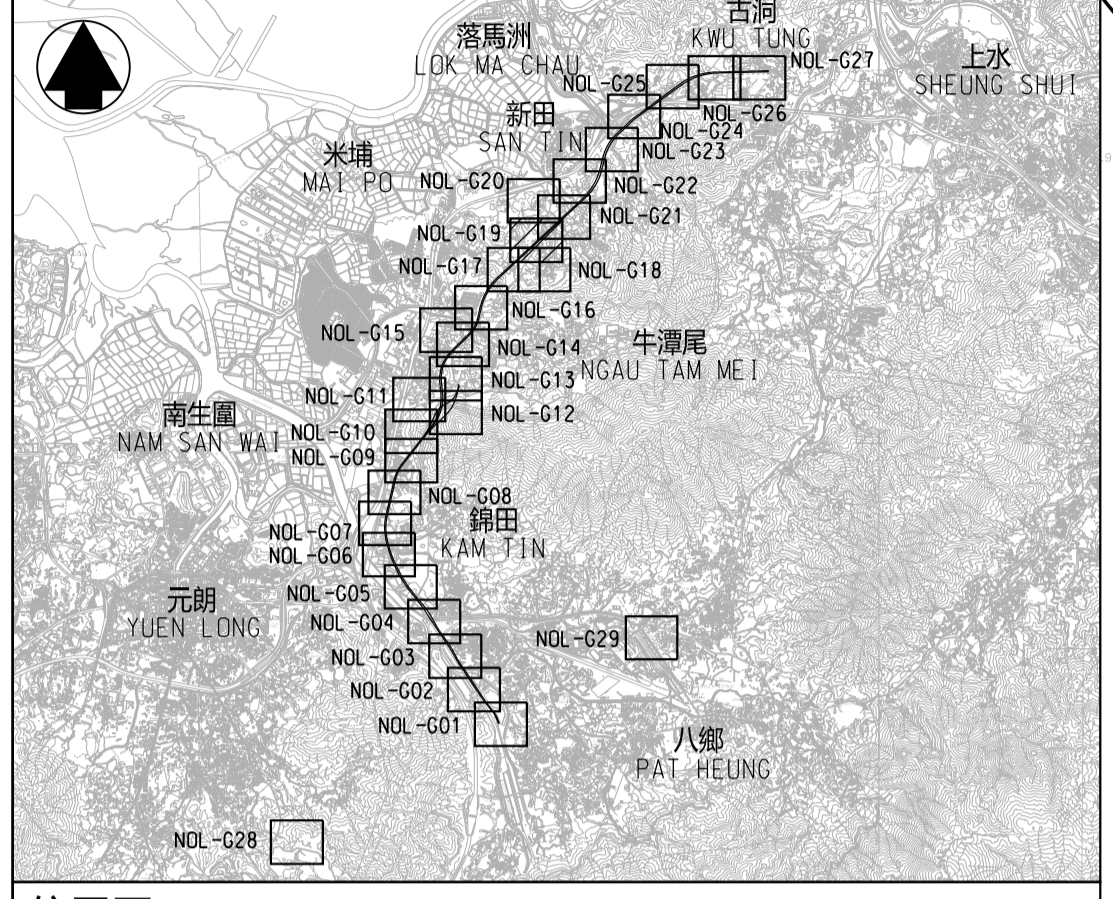 古洞
KWU TUNG
落馬洲
LOK MA CHAU
上水
SHEUNG SHUI
NOL-G27
NOL-G25
NOL-G26
新田
SAN TIN
NOL-G24
NOL-G23
米埔
MAI PO
NOL-G20
NOL-G22
NOL-G21
NOL-G19
NOL-G17
NOL-G18
NOL-G16
NOL-G15
NOL-G14
牛潭尾
NGAU TAM MEI
NOL-G13
NOL-G11
NOL-G12
南生圍
NAM SAN WAI
NOL-G10
NOL-G09
NOL-G08
錦田
KAM TIN
NOL-G07
NOL-G06
元朗
YUEN LONG
NOL-G05
NOL-G04
NOL-G29
NOL-G03
NOL-G02
NOL-G01
八鄉
PAT HEUNG
NOL-G28